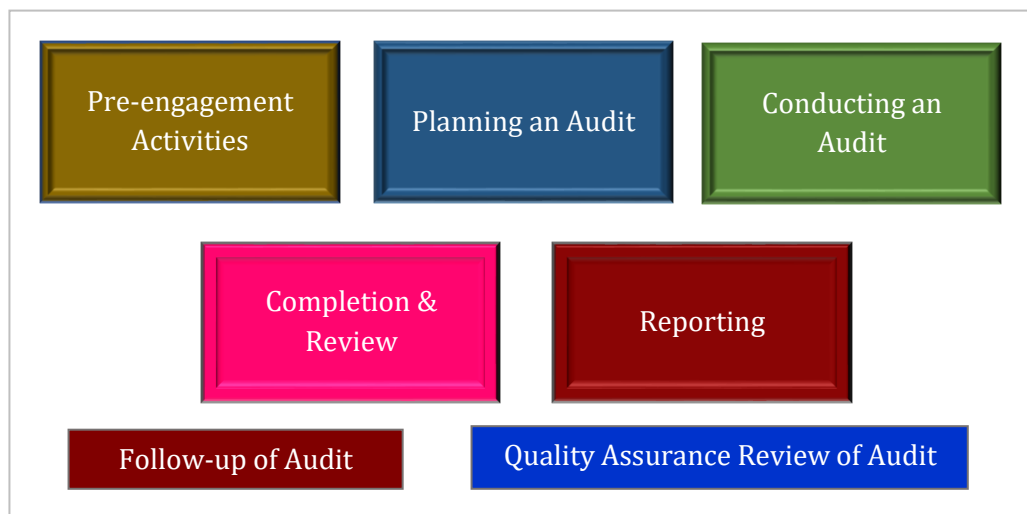 Pre-engagement
Activities
Planning an Audit
Conducting an
Audit
Completion &
Review
Reporting
Follow-up of Audit
Quality Assurance Review of Audit